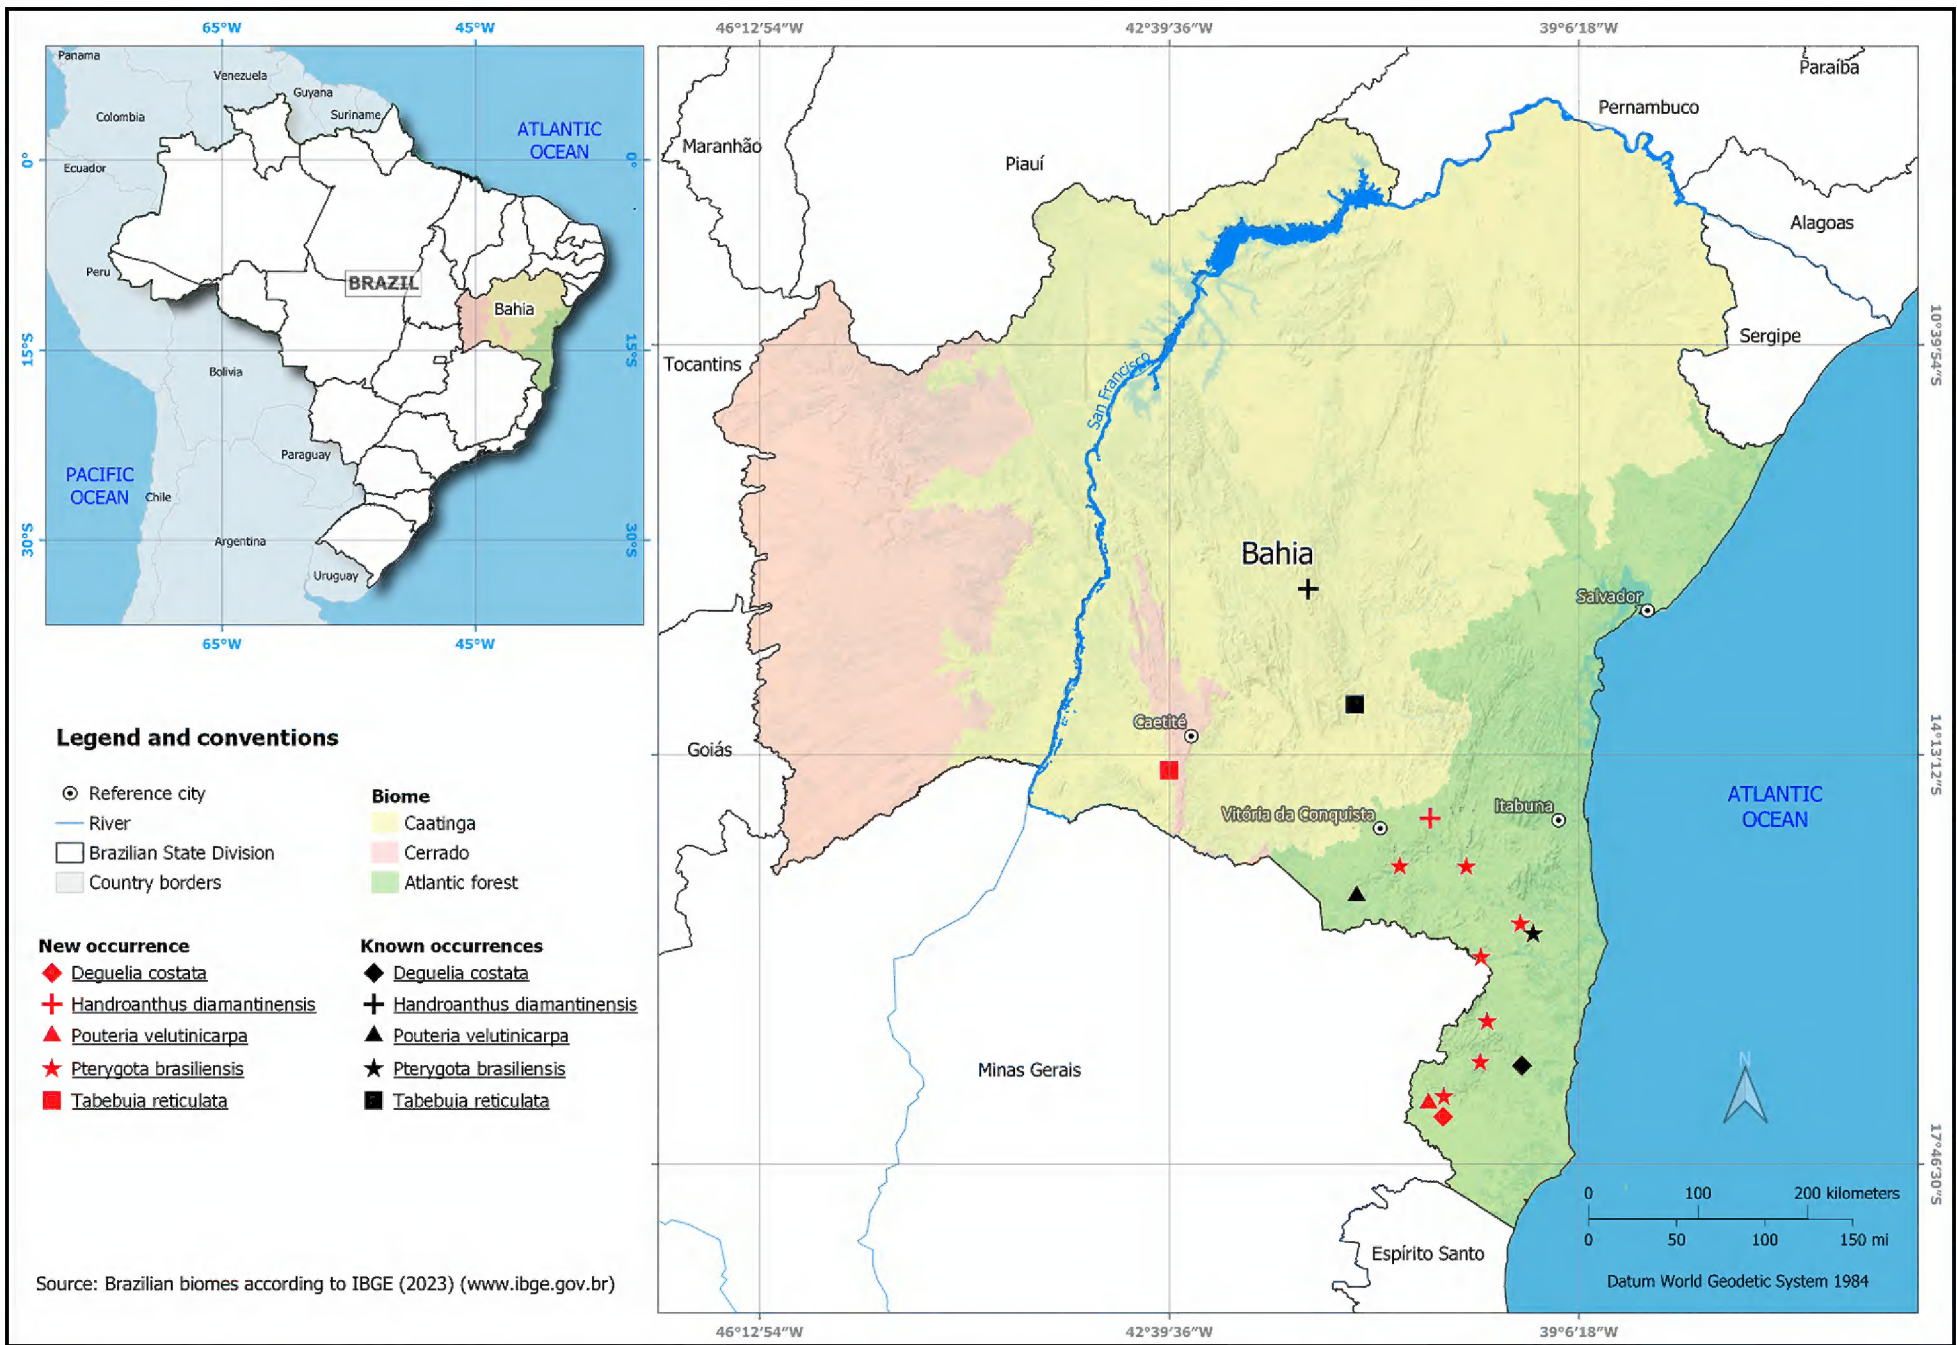 65°W
45°W
Panama
Venezuela
Guyana
Suriname
Colombia
Ecuador
Peru
BRAZIL
Bahia
Bolivia
Paraguay
Chile
Argentina
Uruguay
ATLANTIC
OCEAN
PACIFIC
OCEAN
0°
15°S
30°S
0°
15°S
30°S
65°W
45°W
46°12'54"W
42°39'36"W
39°6'18"W
Paraíba
Pernambuco
Maranhão
Piauí
Alagoas
Sergipe
Tocantins
San Francisco
Bahia
Salvador
Caetité
Goiás
Vitória da Conquista
Itabuna
ATLANTIC
OCEAN
Minas Gerais
Espírito Santo
10°39'54"S
14°13'12"S
17°46'30"S
N
0 100 200 kilometers
0 50 100 150 mi
Datum World Geodetic System 1984
46°12'54"W
42°39'36"W
39°6'18"W
Legend and conventions
Reference city
River
Brazilian State Division
Country borders
Biome
Caatinga
Cerrado
Atlantic forest
New occurrence
Deguelia costata
Handroanthus diamantinensis
Pouteria velutinicarpa
Pterygota brasiliensis
Tabebuia reticulata
Known occurrences
Deguelia costata
Handroanthus diamantinensis
Pouteria velutinicarpa
Pterygota brasiliensis
Tabebuia reticulata
Source: Brazilian biomes according to IBGE (2023) (www.ibge.gov.br)